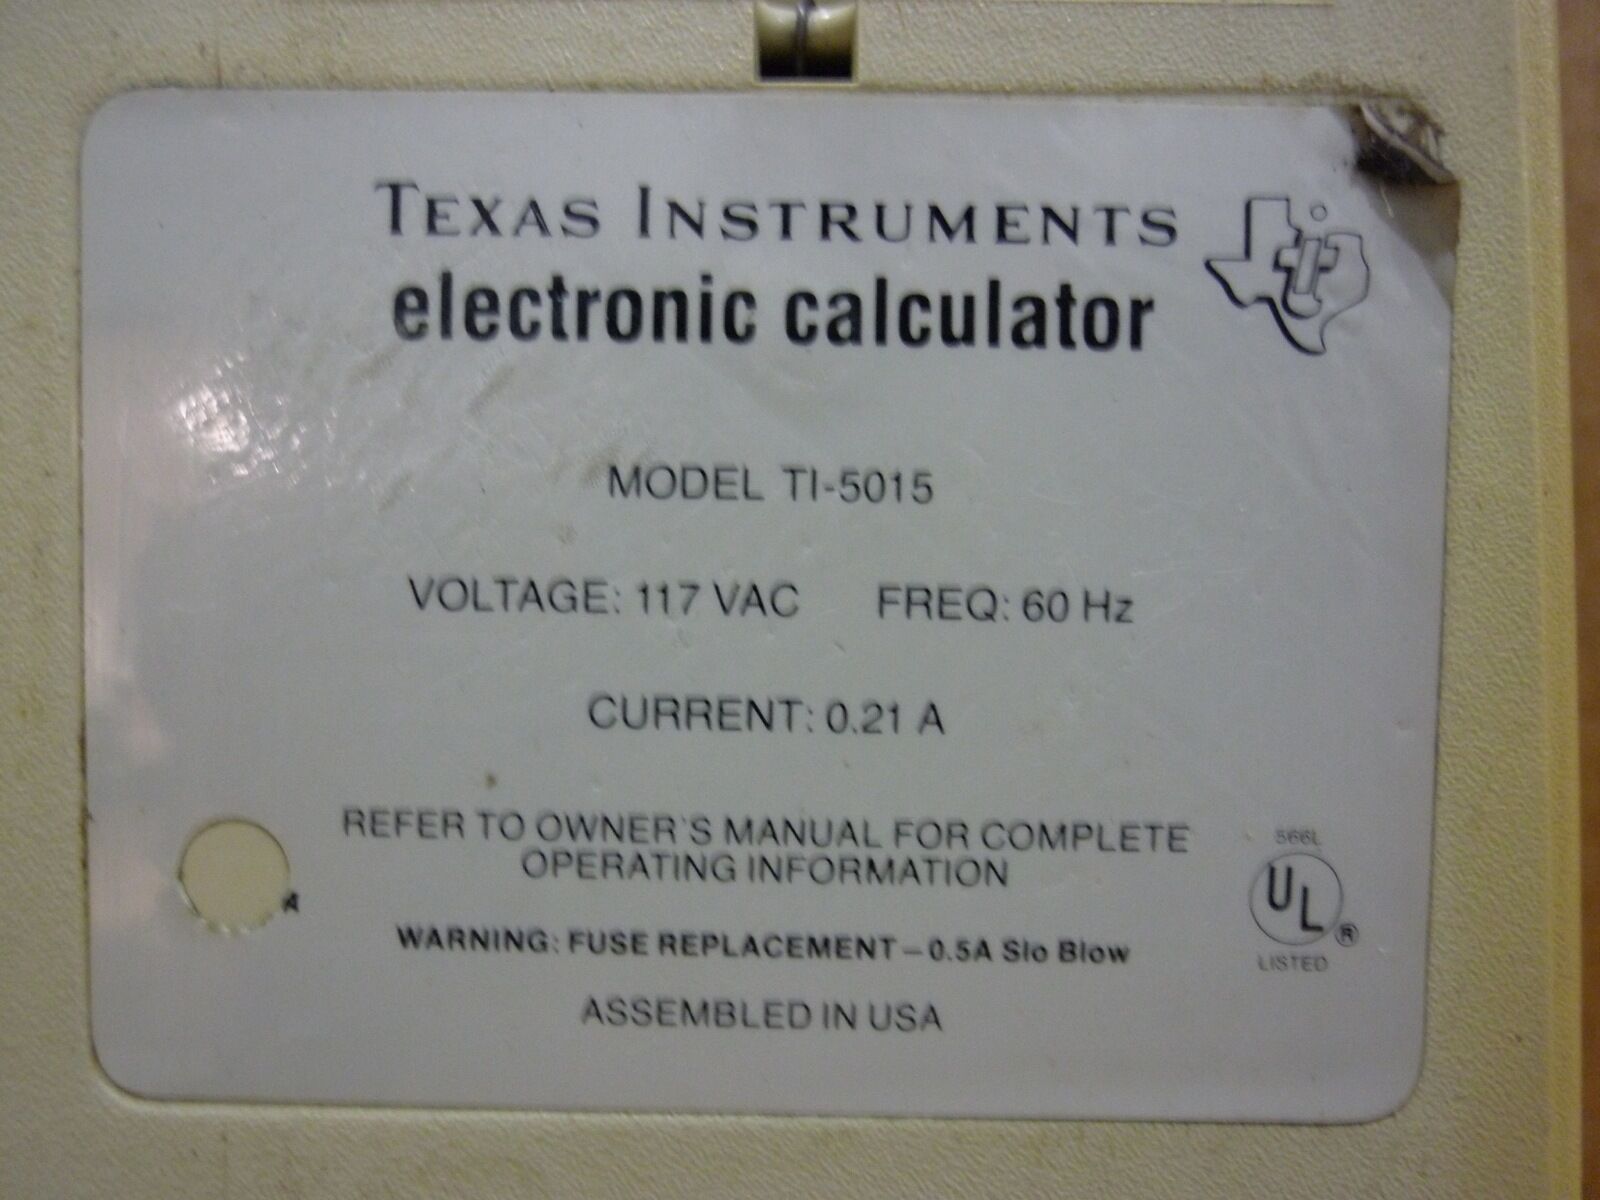 TEXAS INSTRUMENTS
electronic calculator
MODEL TI-5015
VOLTAGE: 117 VAC FREQ: 60 Hz
CURRENT: 0.21 A
REFER TO OWNER'S MANUAL FOR COMPLETE
OPERATING INFORMATION
WARNING: FUSE REPLACEMENT – 0.5A Slo Blow
ASSEMBLED IN USA
A
566L
UL®
LISTED